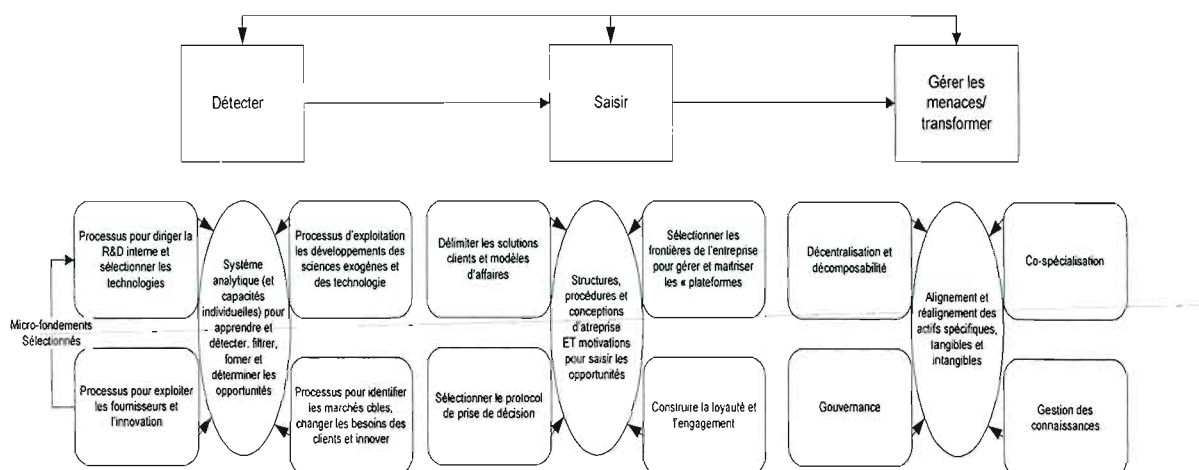 Détecter
Saisir
Gérer les
menaces/
transformer
Micro-fondements
Sélectionnés
Processus pour diriger la
R&D interne et
sélectionner les
technologies
Processus pour exploiter
les fournisseurs et
l'innovation
Système
analytique (et
capacités
individuelles) pour
apprendre et
détecter, filtrer,
former et
déterminer les
opportunités
Processus d'exploitation
les développements des
sciences exogènes et
des technologie
Processus pour identifier
les marchés cbles,
changer les besoins des
clients et innover
Délimiter les solutions
clients et modèles
d'affaires
Sélectionner le protocol
de prise de décision
Structures,
procédures et
conceptions
d'atreprise
ET motivations
pour saisir les
opportunités
Sélectionner les
frontières de l'entreprise
pour gérer et maitriser
les « plateformes
Construire la loyauté et
l'engagement
Décentralisation et
décomposabilité
Gouvernance
Alignement et
réalignement des
actifs spécifiques,
tangibles et
intangibles
Co-spécialisation
Gestion des
connaissances